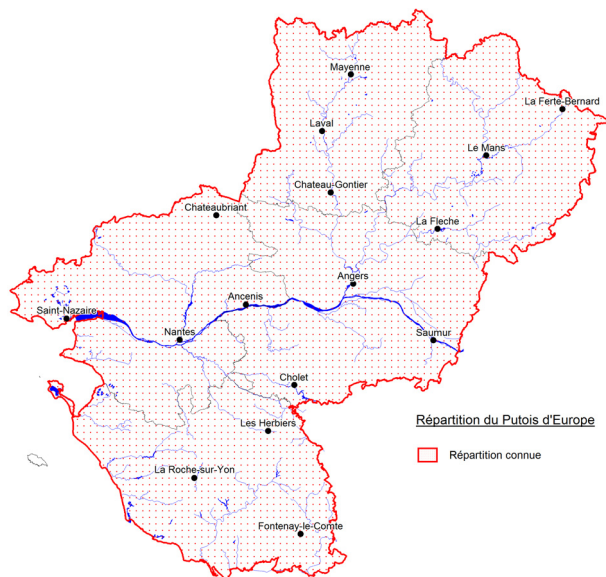 Mayenne
La Ferte-Bernard
Laval
Le Mans
Chateau-Gontier
Chateaubriant
La Fleche
Angers
Ancenis
Saint-Nazaire
Nantes
Saumur
Cholet
Les Herbiers
Répartition du Putois d'Europe
Répartition connue
La Roche-sur-Yon
Fontenay-le-Comte